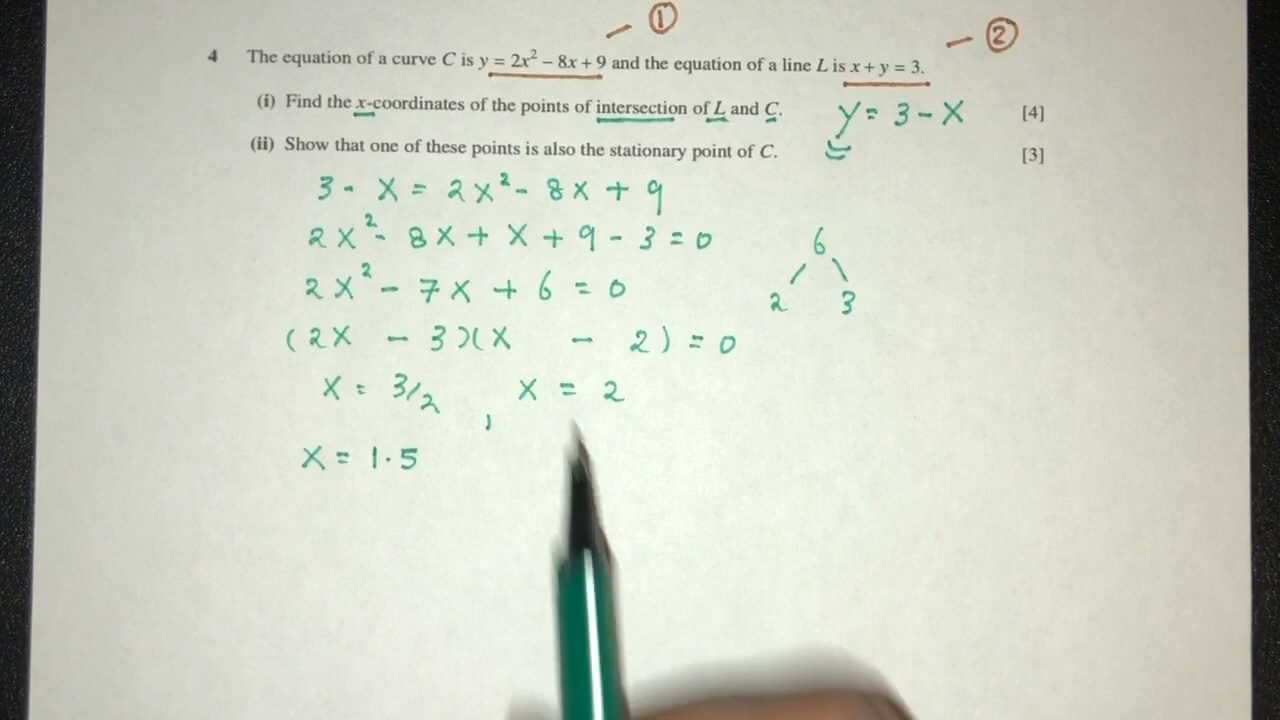 — ①
— ②
4 The equation of a curve C is y = 2x² – 8x + 9 and the equation of a line L is x + y = 3.
(i) Find the x-coordinates of the points of intersection of L and C. [4]
y = 3 - x
(ii) Show that one of these points is also the stationary point of C. [3]
3 - x = 2x² - 8x + 9
2x² - 8x + x + 9 - 3 = 0
6
2x² - 7x + 6 = 0
2 3
(2x - 3)(x - 2) = 0
x = 3/2 , x = 2
x = 1.5